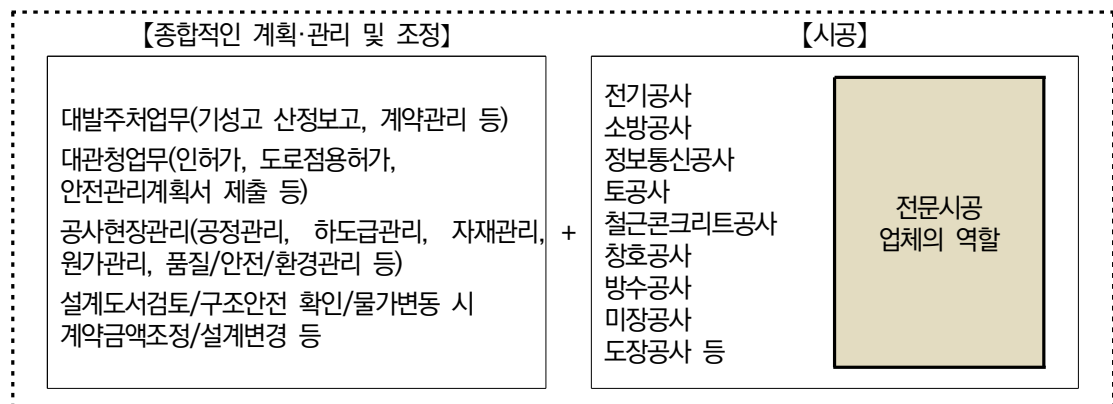 【종합적인 계획·관리 및 조정】
대발주처업무(기성고 산정보고, 계약관리 등)
대관청업무(인허가, 도로점용허가,
안전관리계획서 제출 등)
공사현장관리(공정관리, 하도급관리, 자재관리,
원가관리, 품질/안전/환경관리 등)
설계도서검토/구조안전 확인/물가변동 시
계약금액조정/설계변경 등
+
【시공】
전기공사
소방공사
정보통신공사
토공사
철근콘크리트공사
창호공사
방수공사
미장공사
도장공사 등
전문시공
업체의 역할